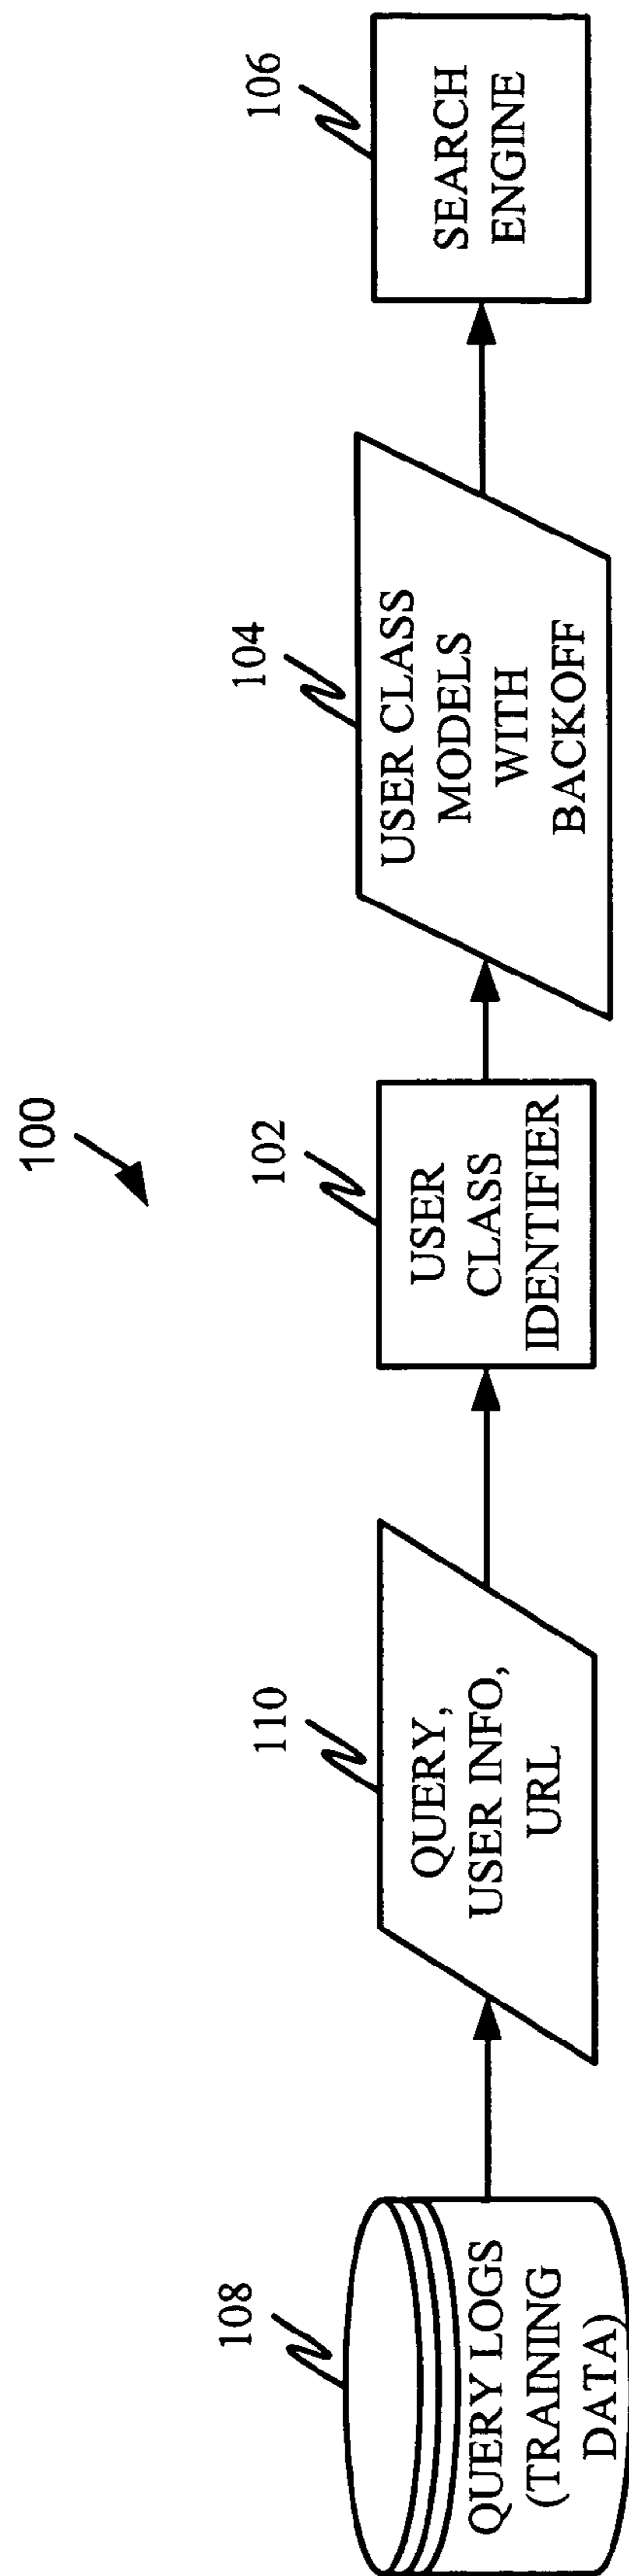 100
108
QUERY LOGS
(TRAINING
DATA)
110
QUERY,
USER INFO,
URL
102
USER
CLASS
IDENTIFIER
104
USER CLASS
MODELS
WITH
BACKOFF
106
SEARCH
ENGINE